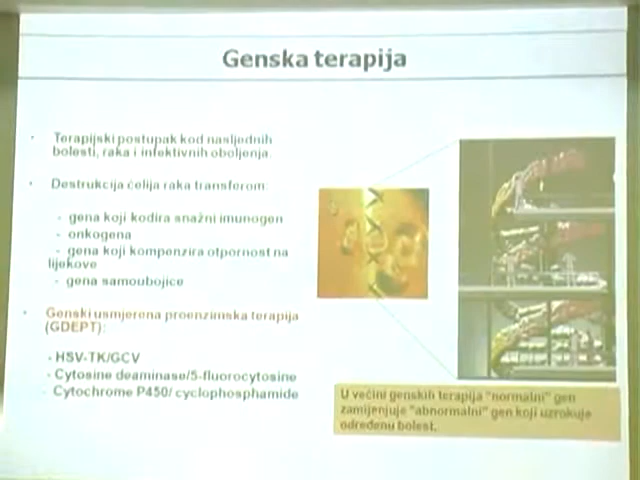 Genska terapija
Terapijski postupak kod nasljednih
bolesti, raka i infektivnih oboljenja
Destrukcija ćelija raka transferom:
- gena koji kodira snažni imunogen
- onkogena
- gena koji kompenzira otpornost na
lijekove
- gena samoubojice
Genski usmjerena proenzimska terapija
(GDEPT):
- HSV-TK/GCV
- Cytosine deaminase/5-fluorocytosine
- Cytochrome P450/ cyclophosphamide
U većini genskih terapija "normalni" gen
zamijenjuje "abnormalni" gen koji uzrokuje
određenu bolest.